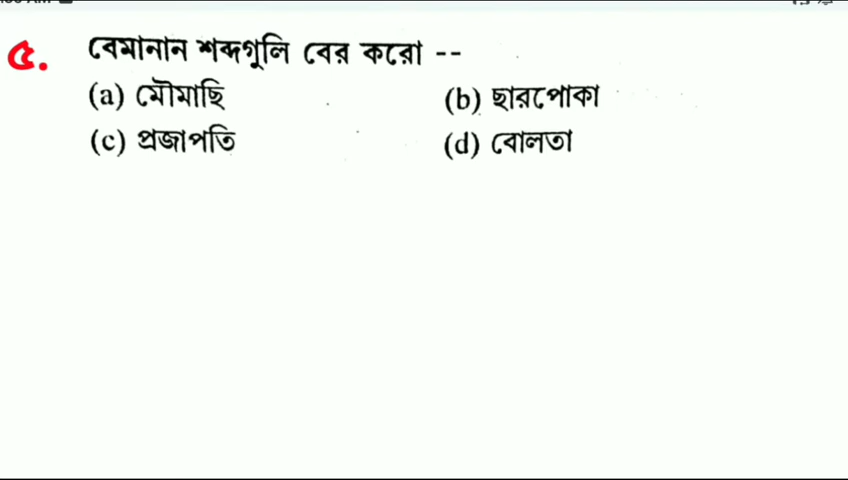 ৫. বেমানান শব্দগুলি বের করো --
(a) মৌমাছি (b) ছারপোকা
(c) প্রজাপতি (d) বোলতা